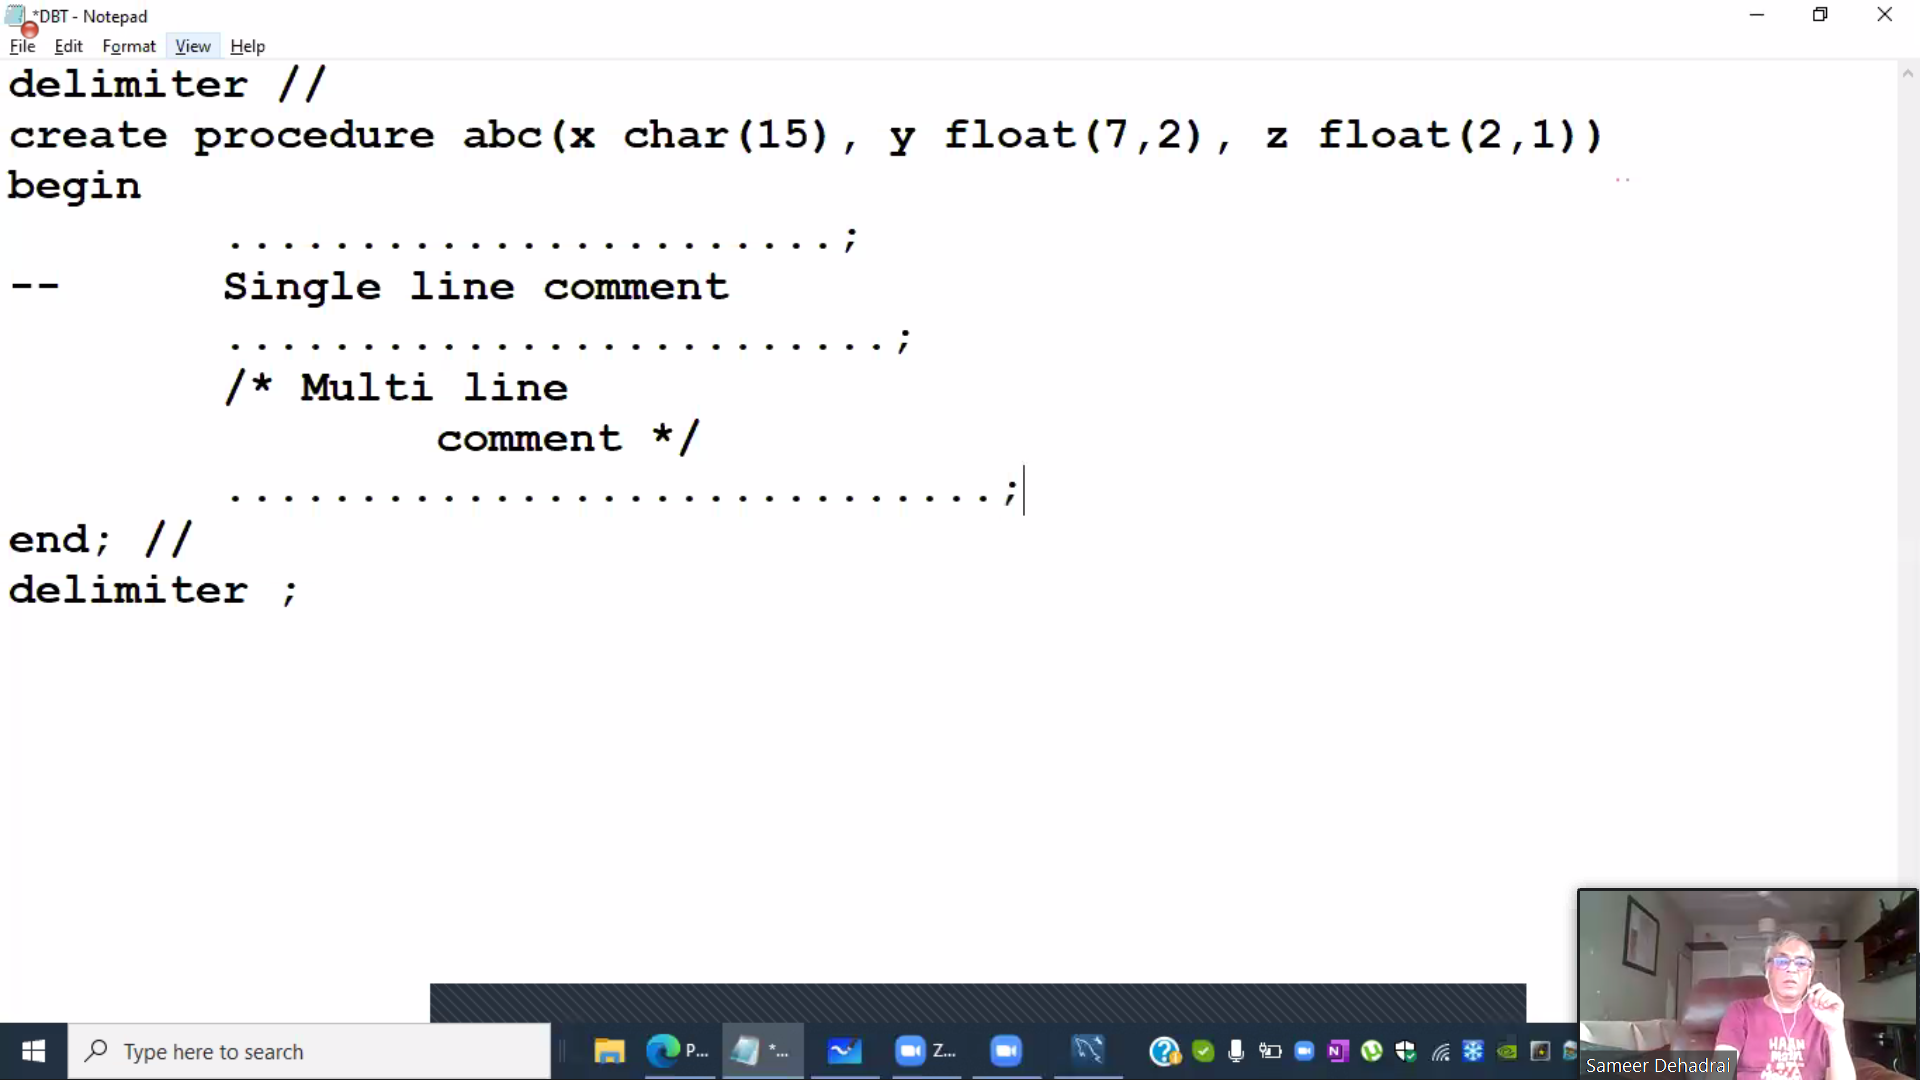 *DBT - Notepad
File Edit Format View Help
delimiter //
create procedure abc(x char(15), y float(7,2), z float(2,1))
begin
.......................;
-- Single line comment
.........................;
/* Multi line
comment */
.............................;
end; //
delimiter ;
Type here to search
P...
*...
Z...
HAAN
Sameer Dehadrai